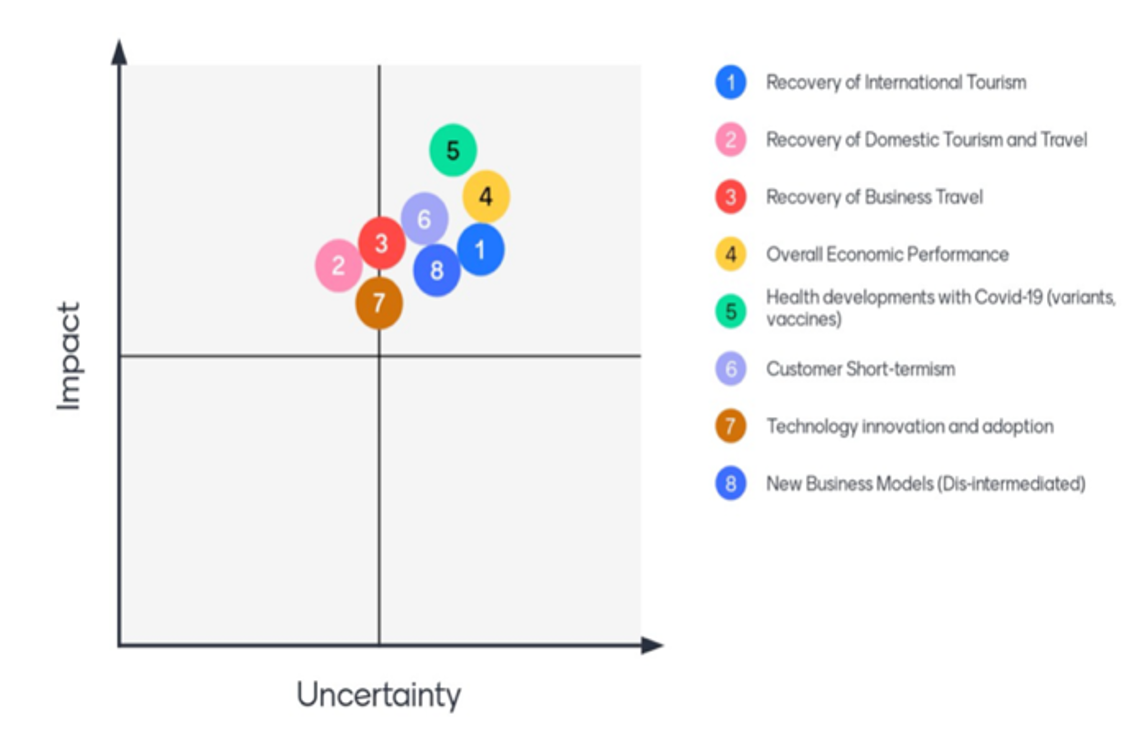 Impact
5
4
6
3
1
2
8
7
Uncertainty
1 Recovery of International Tourism
2 Recovery of Domestic Tourism and Travel
3 Recovery of Business Travel
4 Overall Economic Performance
5 Health developments with Covid-19 (variants,
vaccines)
6 Customer Short-termism
7 Technology innovation and adoption
8 New Business Models (Dis-intermediated)